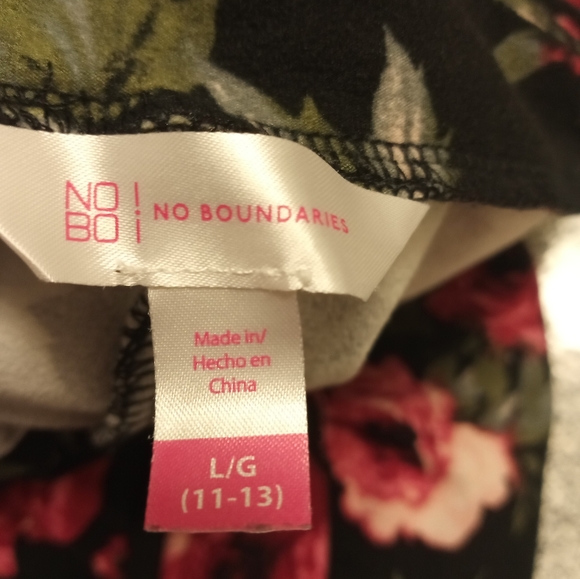 NO
BO
NO BOUNDARIES
Made in/
Hecho en
China
L/G
(11-13)